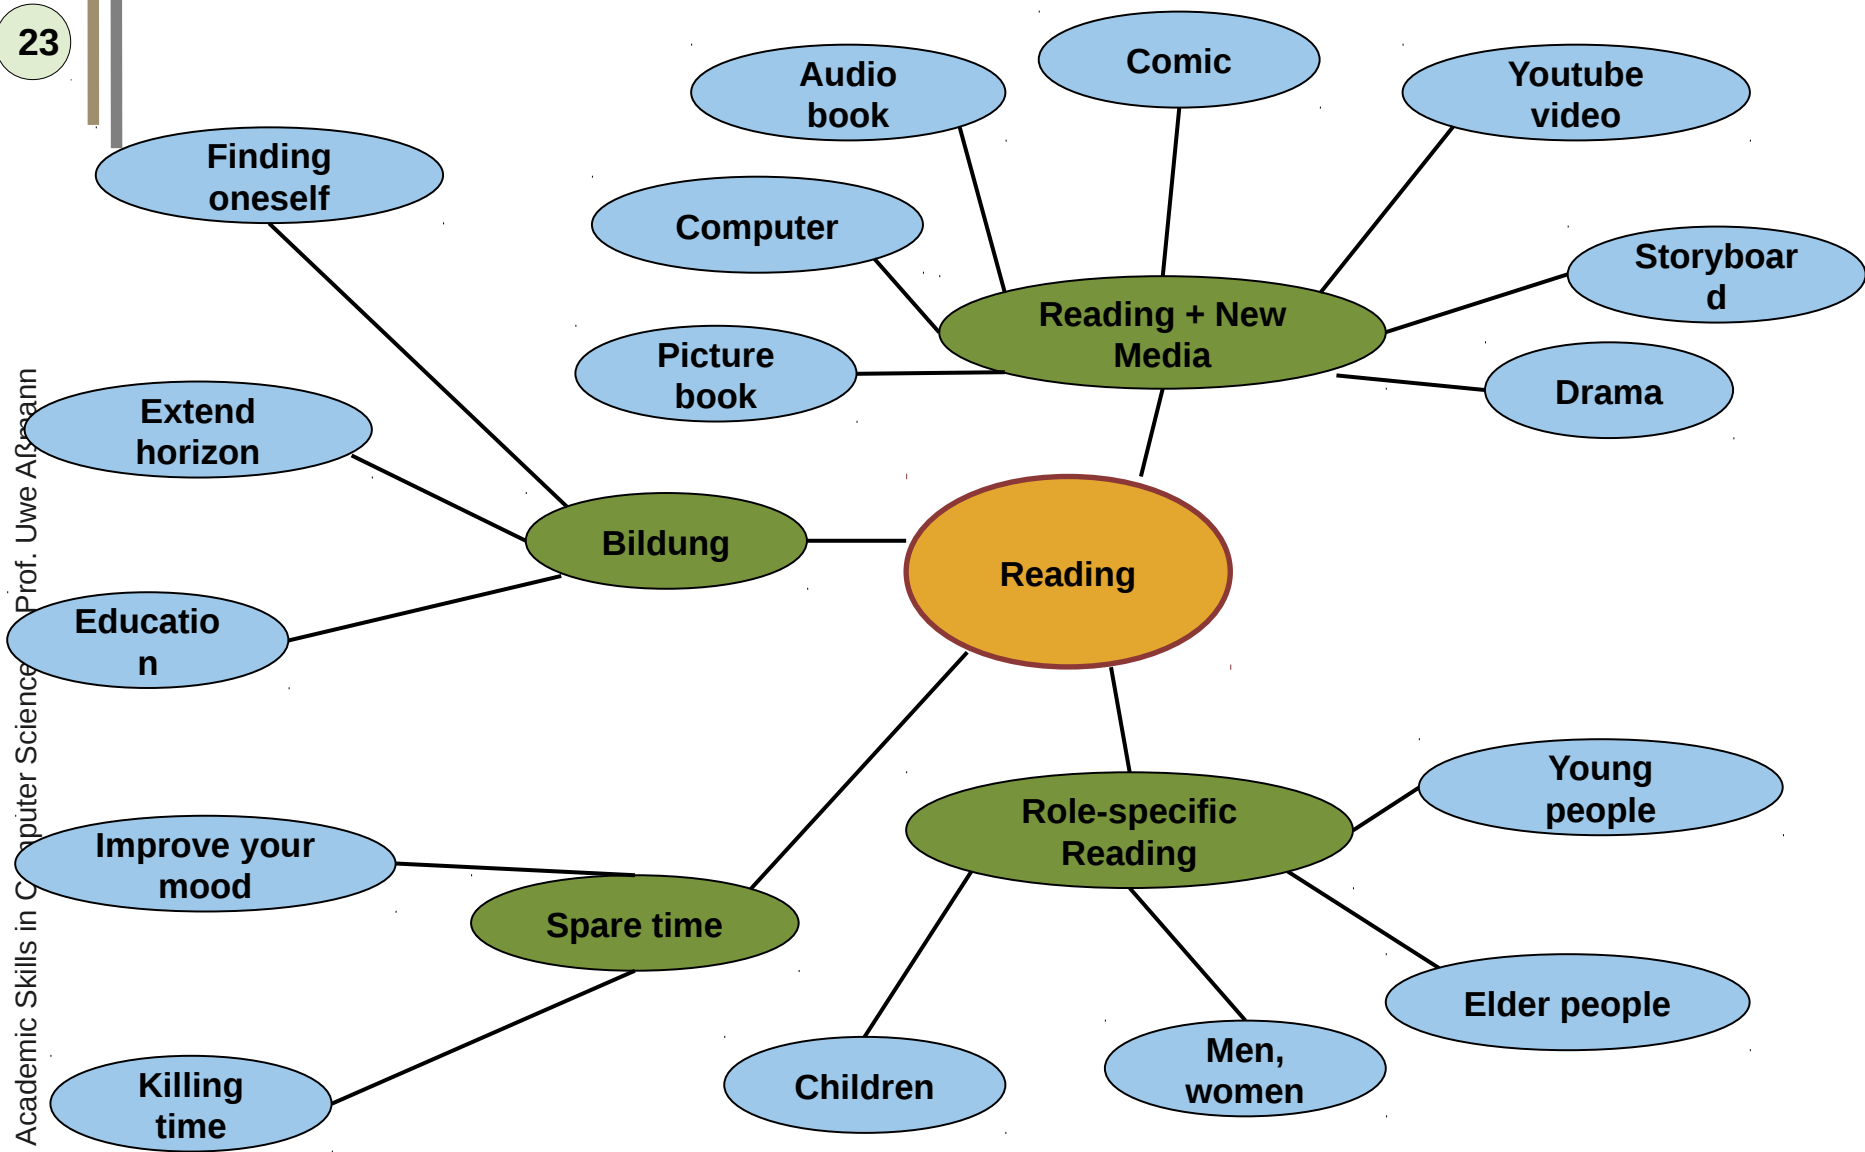 23
Audio
book
Comic
Youtube
video
Finding
oneself
Computer
Storyboar
d
Reading + New
Media
Picture
book
Drama
Extend
horizon
Bildung
Reading
Educatio
n
Young
people
Role-specific
Reading
Improve your
mood
Spare time
Elder people
Men,
women
Children
Killing
time
Academic Skills in Computer Science Prof. Uwe Aßmann